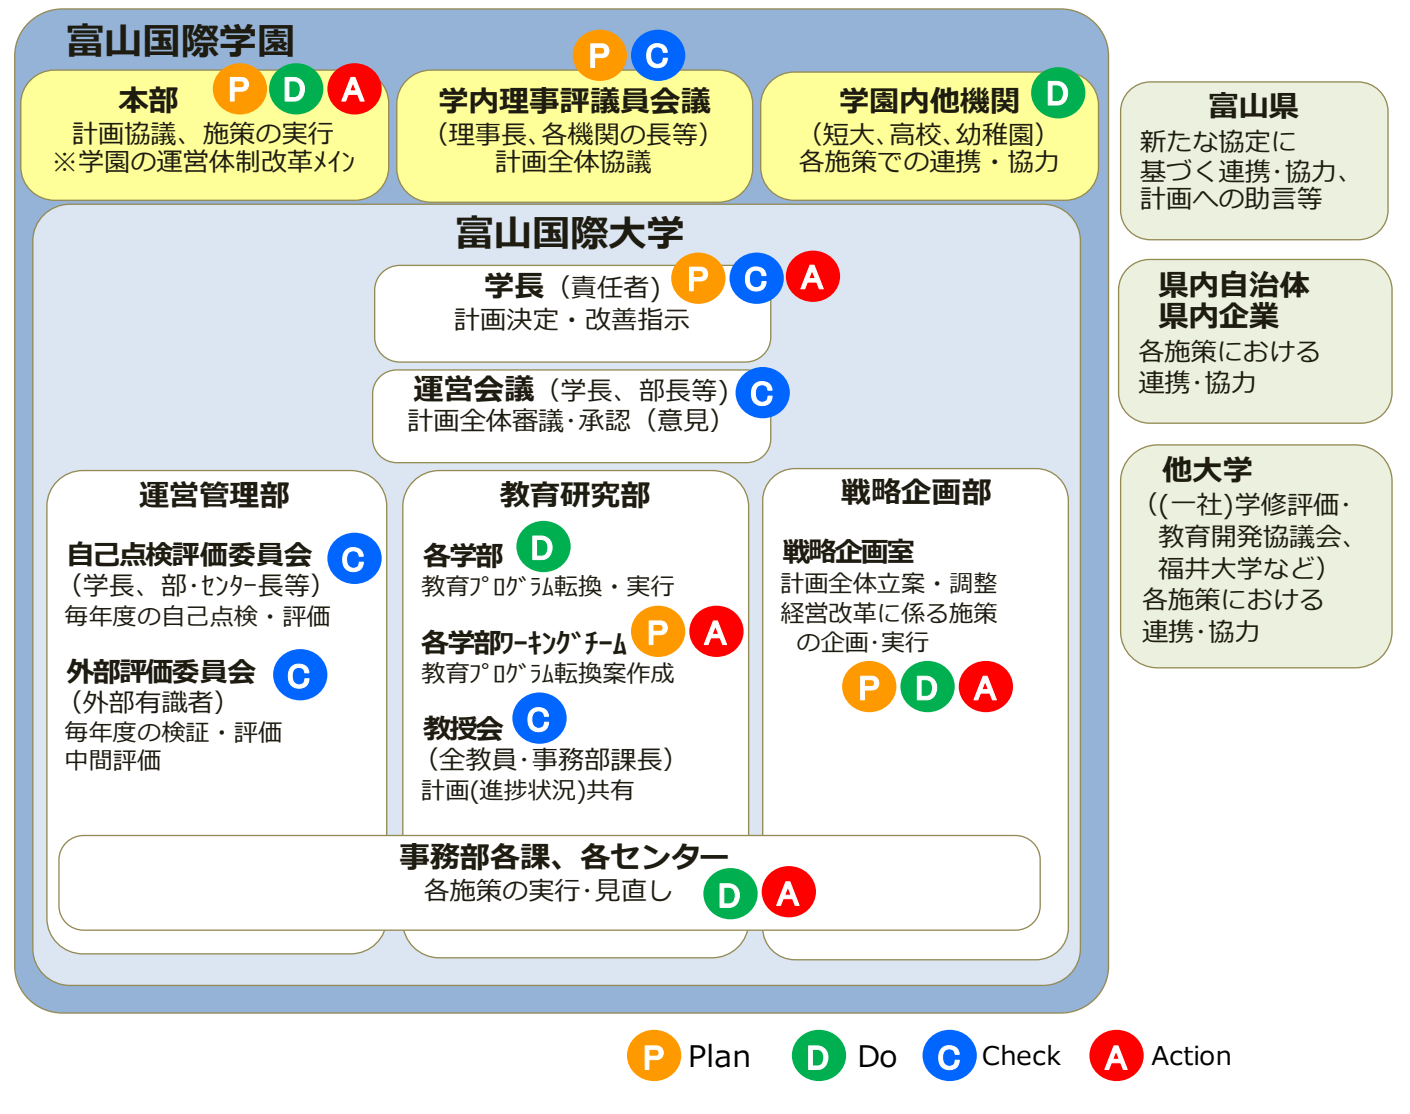 富山国際学園
本部 P D A
計画協議、施策の実行
※学園の運営体制改革ﾒｲﾝ
P C
学内理事評議員会議
（理事長、各機関の長等）
計画全体協議
学園内他機関 D
（短大、高校、幼稚園）
各施策での連携・協力
富山国際大学
学長（責任者） P C A
計画決定・改善指示
運営会議（学長、部長等） C
計画全体審議･承認（意見）
運営管理部
自己点検評価委員会 C
（学長、部･ｾﾝﾀｰ長等）
毎年度の自己点検・評価
外部評価委員会 C
（外部有識者）
毎年度の検証・評価
中間評価
教育研究部
各学部 D
教育ﾌﾟﾛｸﾞﾗﾑ転換・実行
各学部ﾜｰｷﾝｸﾞﾁｰﾑ P A
教育ﾌﾟﾛｸﾞﾗﾑ転換案作成
教授会 C
（全教員･事務部課長）
計画(進捗状況)共有
戦略企画部
戦略企画室
計画全体立案・調整
経営改革に係る施策
の企画･実行
P D A
事務部各課、各センター
各施策の実行･見直し D A
富山県
新たな協定に
基づく連携･協力、
計画への助言等
県内自治体
県内企業
各施策における
連携･協力
他大学
（(一社)学修評価･
教育開発協議会、
福井大学など）
各施策における
連携･協力
P Plan D Do C Check A Action